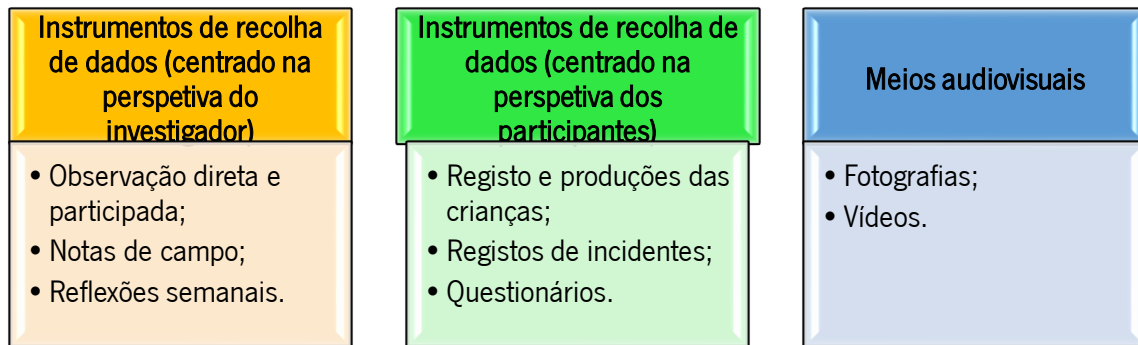 Instrumentos de recolha
de dados (centrado na
perspetiva do
investigador)
• Observação direta e
participada;
• Notas de campo;
• Reflexões semanais.
Instrumentos de recolha de
dados (centrado na
perspetiva dos
participantes)
• Registo e produções das
crianças;
• Registos de incidentes;
• Questionários.
Meios audiovisuais
• Fotografias;
• Vídeos.